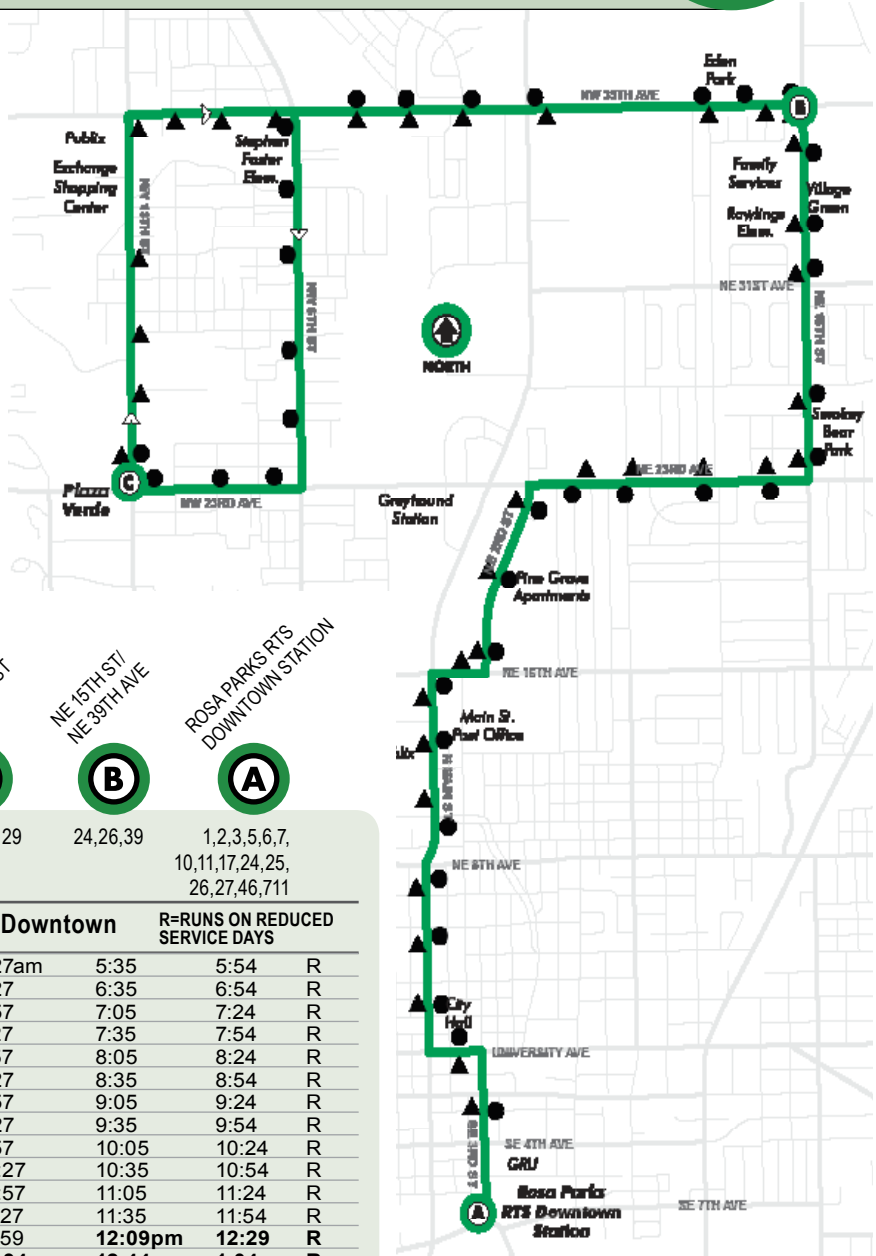 Eden
Park
NW 39TH AVE
B
Publix
Exchange
Shopping
Center
Stephen
Foster
Elem.
Family
Services
Village
Green
Rawlings
Elem.
NW 13TH ST
NW 6TH ST
NE 31ST AVE
NE 15TH ST
NORTH
Smokey
Bear
Park
NE 23RD AVE
C
Plaza
Verde
NW 23RD AVE
Greyhound
Station
NE 2ND ST
Pine Grove
Apartments
NE 16TH AVE
Main St.
Post Office
N MAIN ST
NE 8TH AVE
City
Hall
UNIVERSITY AVE
SE 4TH AVE
GRU
SE 3RD ST
A
Rosa Parks
RTS Downtown
Station
SE 7TH AVE
NE 15TH ST/
NE 39TH AVE
ROSA PARKS RTS
DOWNTOWN STATION
B A
29 24,26,39 1,2,3,5,6,7,
10,11,17,24,25,
26,27,46,711
Downtown R=RUNS ON REDUCED
SERVICE DAYS
27am 5:35 5:54 R
27 6:35 6:54 R
57 7:05 7:24 R
27 7:35 7:54 R
57 8:05 8:24 R
27 8:35 8:54 R
57 9:05 9:24 R
27 9:35 9:54 R
57 10:05 10:24 R
:27 10:35 10:54 R
:57 11:05 11:24 R
:27 11:35 11:54 R
:59 12:09pm 12:29 R